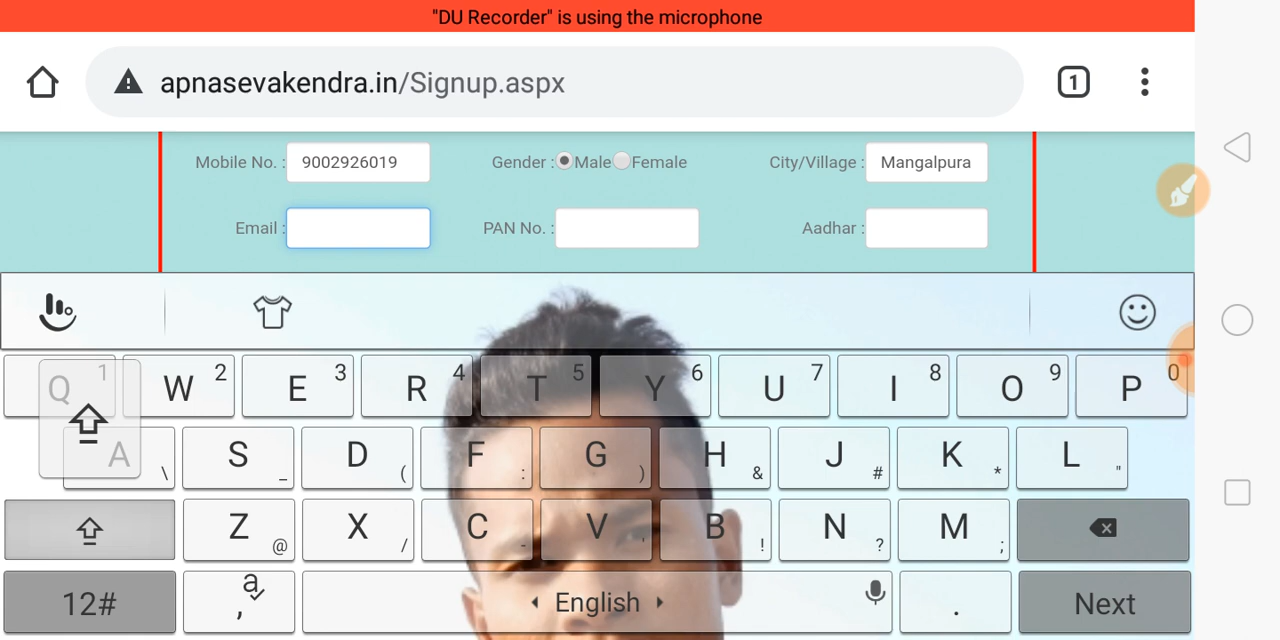 "DU Recorder" is using the microphone
apnasevakendra.in/Signup.aspx
1
Mobile No. : 9002926019 Gender : Male Female City/Village : Mangalpura
Email : PAN No. : Aadhar :
Q 1 W 2 E 3 R 4 T 5 Y 6 U 7 I 8 O 9 P 0
A \ S _ D ( F : G ) H & J # K * L "
Z @ X / C - V ' B ! N ? M ;
12# a , English . Next